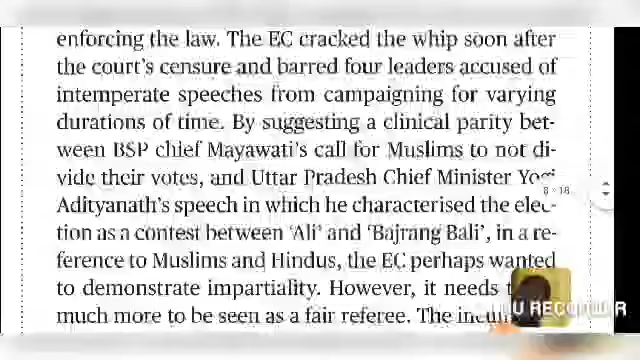 enforcing the law. The EC cracked the whip soon after
the court's censure and barred four leaders accused of
intemperate speeches from campaigning for varying
durations of time. By suggesting a clinical parity bet-
ween BSP chief Mayawati's call for Muslims to not di-
vide their votes, and Uttar Pradesh Chief Minister Yogi
8 - 18
Adityanath's speech in which he characterised the elec-
tion as a contest between 'Ali' and 'Bajrang Bali', in a re-
ference to Muslims and Hindus, the EC perhaps wanted
to demonstrate impartiality. However, it needs
much more to be seen as a fair referee. The